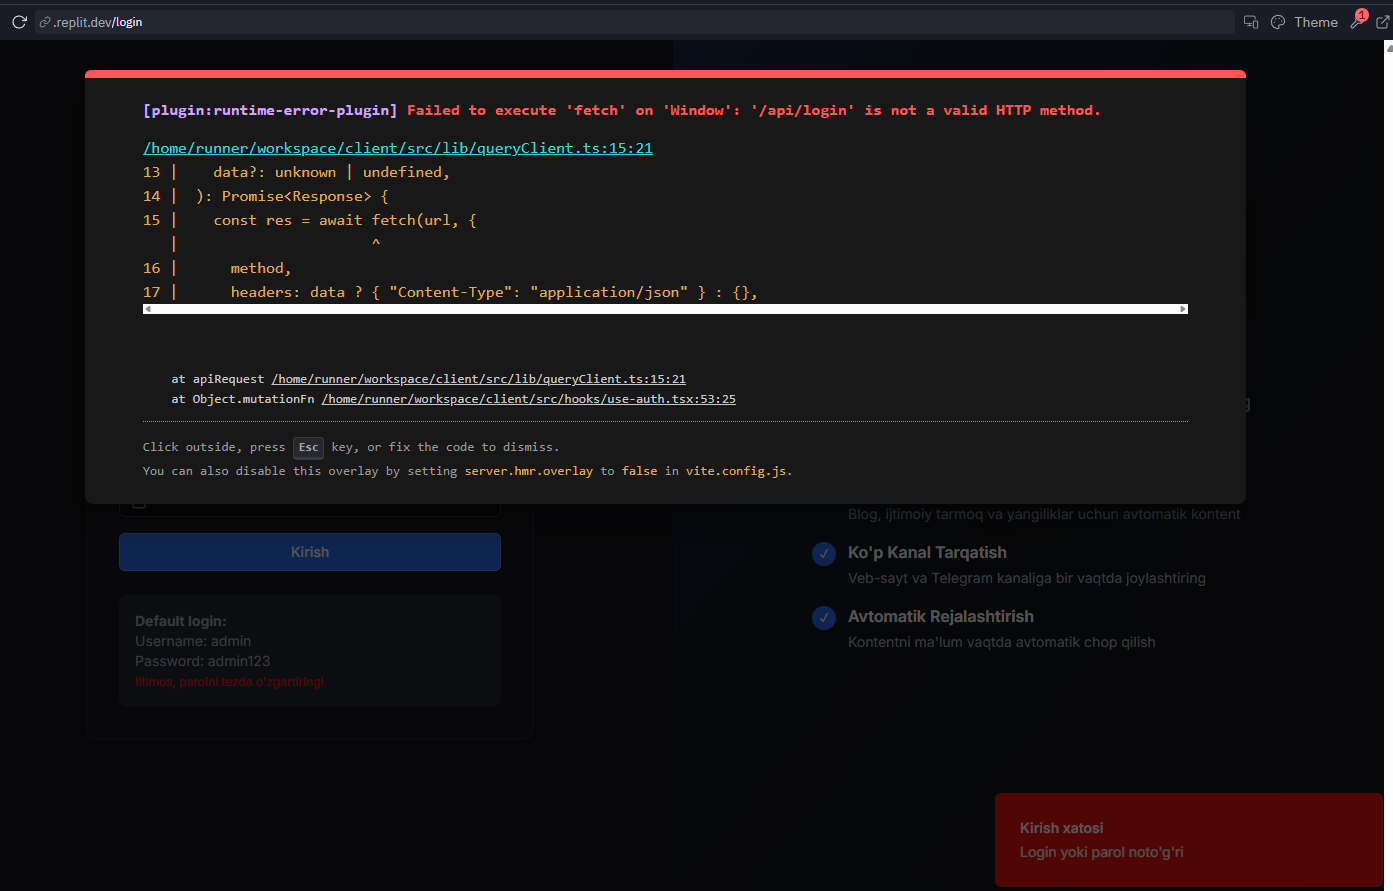 .replit.dev/login
Theme
1
[plugin:runtime-error-plugin] Failed to execute 'fetch' on 'Window': '/api/login' is not a valid HTTP method.
/home/runner/workspace/client/src/lib/queryClient.ts:15:21
13 |    data?: unknown | undefined,
14 |  ): Promise<Response> {
15 |    const res = await fetch(url, {
   |                      ^
16 |      method,
17 |      headers: data ? { "Content-Type": "application/json" } : {},
at apiRequest /home/runner/workspace/client/src/lib/queryClient.ts:15:21
at Object.mutationFn /home/runner/workspace/client/src/hooks/use-auth.tsx:53:25
Click outside, press Esc key, or fix the code to dismiss.
You can also disable this overlay by setting server.hmr.overlay to false in vite.config.js.
Kirish
Default login:
Username: admin
Password: admin123
Iltimos, parolni tezda o'zgartiring!
Blog, ijtimoiy tarmoq va yangiliklar uchun avtomatik kontent
✓ Ko'p Kanal Tarqatish
Veb-sayt va Telegram kanaliga bir vaqtda joylashtiring
✓ Avtomatik Rejalashtirish
Kontentni ma'lum vaqtda avtomatik chop qilish
Kirish xatosi
Login yoki parol noto'g'ri